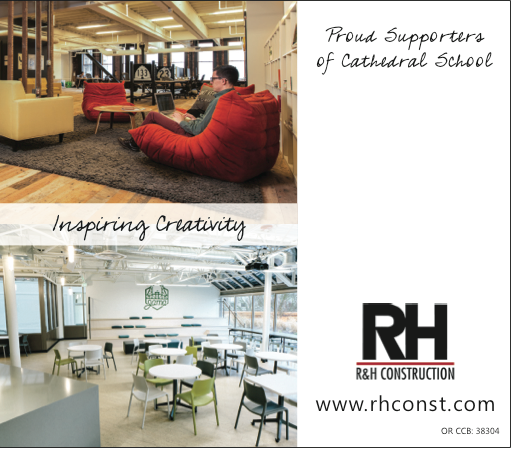 Proud Supporters
of Cathedral School
Inspiring Creativity
RH
R&H CONSTRUCTION
www.rhconst.com
OR CCB: 38304